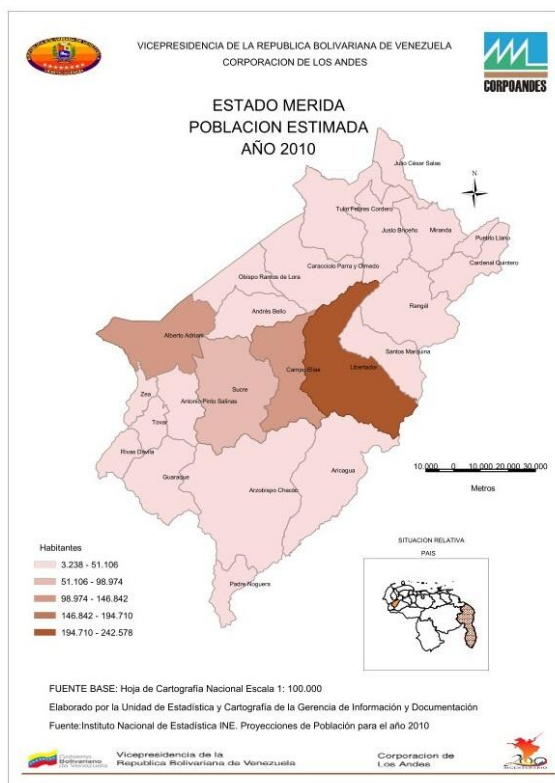 VICEPRESIDENCIA DE LA REPUBLICA BOLIVARIANA DE VENEZUELA
CORPORACION DE LOS ANDES
CORPOANDES
ESTADO MERIDA
POBLACION ESTIMADA
AÑO 2010
N
Julio César Salas
Tulio Febres Cordero
Justo Briceño
Miranda
Pueblo Llano
Cardenal Quintero
Caracciolo Parra y Olmedo
Obispo Ramos de Lora
Rangel
Andrés Bello
Alberto Adriani
Santos Marquina
Campo Elías
Libertador
Sucre
Zea
Antonio Pinto Salinas
Tovar
Rivas Dávila
Guaraque
Aricagua
Arzobispo Chacón
Padre Noguera
10.000 0 10.000 20.000 30.000
Metros
Habitantes
3.238 - 51.106
51.106 - 98.974
98.974 - 146.842
146.842 - 194.710
194.710 - 242.578
SITUACION RELATIVA
PAIS
FUENTE BASE: Hoja de Cartografía Nacional Escala 1: 100.000
Elaborado por la Unidad de Estadística y Cartografía de la Gerencia de Información y Documentación
Fuente:Instituto Nacional de Estadística INE. Proyecciones de Población para el año 2010
Gobierno
Bolivariano
de Venezuela
Vicepresidencia de la
Republica Bolivariana de Venezuela
Corporacion de
Los Andes
200
BICENTENARIO